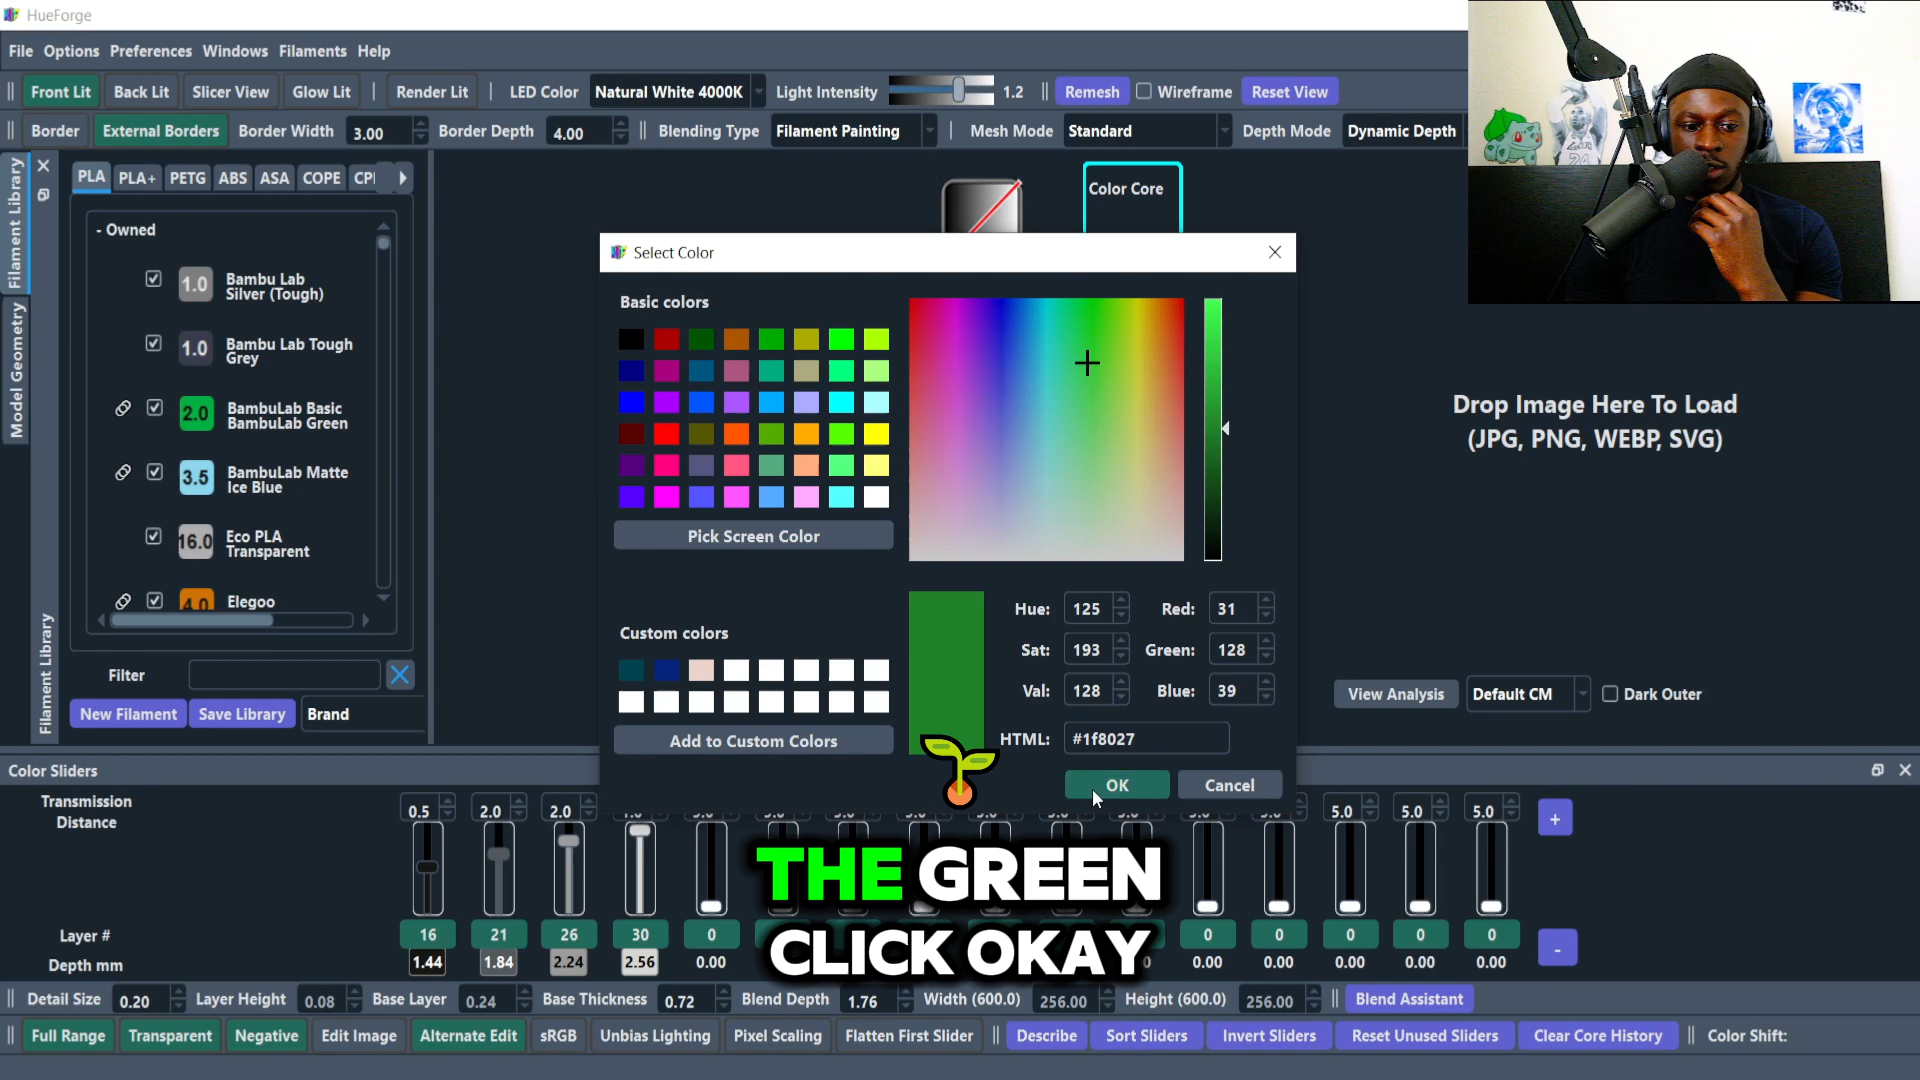 HueForge
File Options Preferences Windows Filaments Help
Front Lit Back Lit Slicer View Glow Lit Render Lit LED Color Natural White 4000K Light Intensity 1.2 Remesh Wireframe Reset View
Border External Borders Border Width 3.00 Border Depth 4.00 Blending Type Filament Painting Mesh Mode Standard Depth Mode Dynamic Depth
Filament Library
Model Geometry
Filament Library
PLA PLA+ PETG ABS ASA COPE CPI
- Owned
1.0 Bambu Lab
Silver (Tough)
1.0 Bambu Lab Tough
Grey
2.0 BambuLab Basic
BambuLab Green
3.5 BambuLab Matte
Ice Blue
16.0 Eco PLA
Transparent
4.0 Elegoo
Filter
New Filament Save Library Brand
Color Core
Select Color
Basic colors
Pick Screen Color
Custom colors
Add to Custom Colors
Hue: 125 Red: 31
Sat: 193 Green: 128
Val: 128 Blue: 39
HTML: #1f8027
OK Cancel
Drop Image Here To Load
(JPG, PNG, WEBP, SVG)
View Analysis Default CM Dark Outer
Color Sliders
Transmission
Distance
0.5 2.0 2.0 5.0 5.0 5.0 +
THE GREEN
CLICK OKAY
Layer # 16 21 26 30 0 0 0 0 0 0 -
Depth mm 1.44 1.84 2.24 2.56 0.00 0.00 0.00 0.00 0.00 0.00
Detail Size 0.20 Layer Height 0.08 Base Layer 0.24 Base Thickness 0.72 Blend Depth 1.76 Width (600.0) 256.00 Height (600.0) 256.00 Blend Assistant
Full Range Transparent Negative Edit Image Alternate Edit sRGB Unbias Lighting Pixel Scaling Flatten First Slider Describe Sort Sliders Invert Sliders Reset Unused Sliders Clear Core History Color Shift: